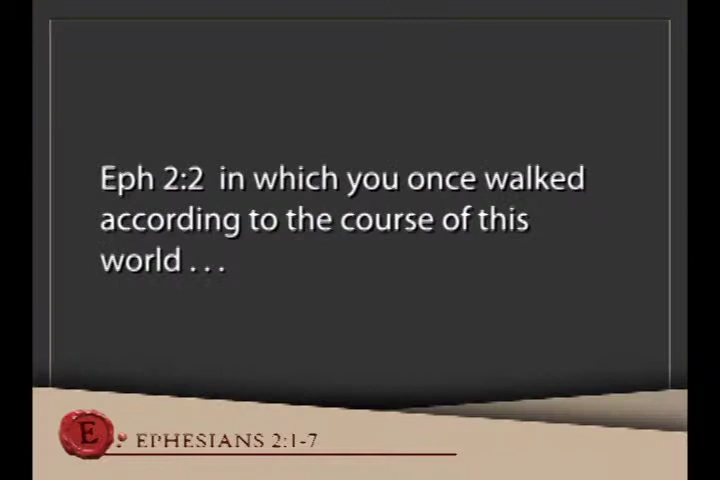 Eph 2:2  in which you once walked
according to the course of this
world . . .
E
EPHESIANS 2:1-7